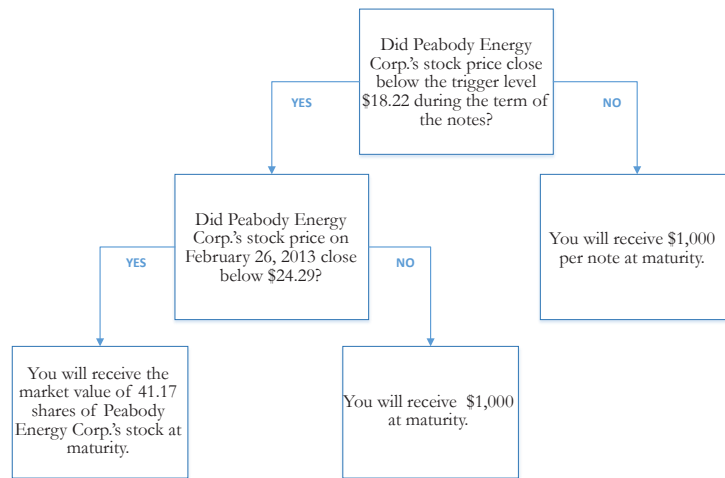 Did Peabody Energy
Corp.'s stock price close
below the trigger level
$18.22 during the term of
the notes?
YES
NO
Did Peabody Energy
Corp.'s stock price on
February 26, 2013 close
below $24.29?
You will receive $1,000
per note at maturity.
YES
NO
You will receive the
market value of 41.17
shares of Peabody
Energy Corp.'s stock at
maturity.
You will receive $1,000
at maturity.